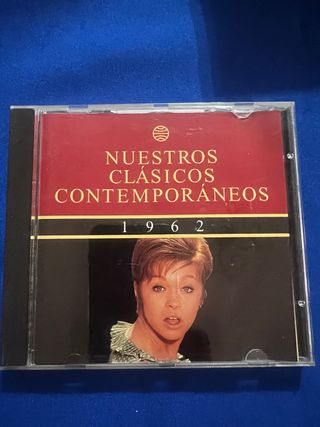 NUESTROS
CLÁSICOS
CONTEMPORÁNEOS
1962